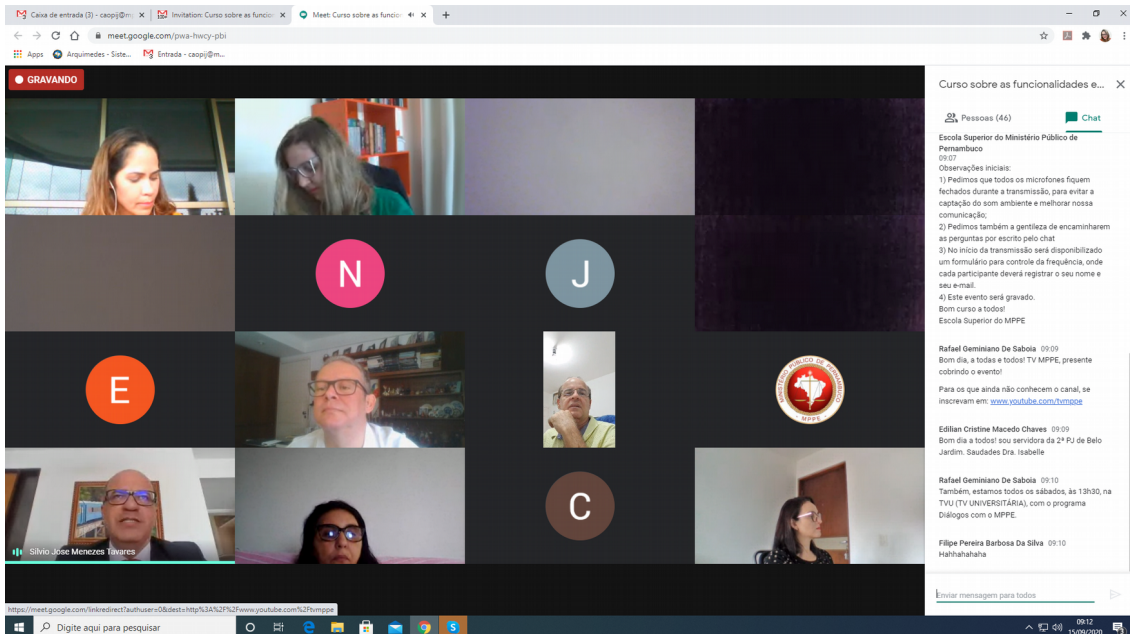 Caixa de entrada (3) - caopij@m
Invitation: Curso sobre as funcion
Meet: Curso sobre as funcion
meet.google.com/pwa-hwcy-pbi
Apps
Arquimedes - Siste...
Entrada - caopij@m...
GRAVANDO
N
J
E
MINISTÉRIO PÚBLICO DE PERNAMBUCO
MPPE
C
Silvio Jose Menezes Tavares
Curso sobre as funcionalidades e...
Pessoas (46)
Chat
Escola Superior do Ministério Público de
Pernambuco
09:07
Observações iniciais:
1) Pedimos que todos os microfones fiquem
fechados durante a transmissão, para evitar a
captação do som ambiente e melhorar nossa
comunicação;
2) Pedimos também a gentileza de encaminharem
as perguntas por escrito pelo chat
3) No início da transmissão será disponibilizado
um formulário para controle da frequência, onde
cada participante deverá registrar o seu nome e
seu e-mail.
4) Este evento será gravado.
Bom curso a todos!
Escola Superior do MPPE
Rafael Geminiano De Saboia 09:09
Bom dia, a todas e todos! TV MPPE, presente
cobrindo o evento!
Para os que ainda não conhecem o canal, se
inscrevam em: www.youtube.com/tvmppe
Edilian Cristine Macedo Chaves 09:09
Bom dia a todos! sou servidora da 2ª PJ de Belo
Jardim. Saudades Dra. Isabelle
Rafael Geminiano De Saboia 09:10
Também, estamos todos os sábados, às 13h30, na
TVU (TV UNIVERSITÁRIA), com o programa
Diálogos com o MPPE.
Filipe Pereira Barbosa Da Silva 09:10
Hahhahahaha
Enviar mensagem para todos
https://meet.google.com/linkredirect?authuser=0&dest=http%3A%2F%2Fwww.youtube.com%2Ftvmppe
Digite aqui para pesquisar
09:12
15/09/2020